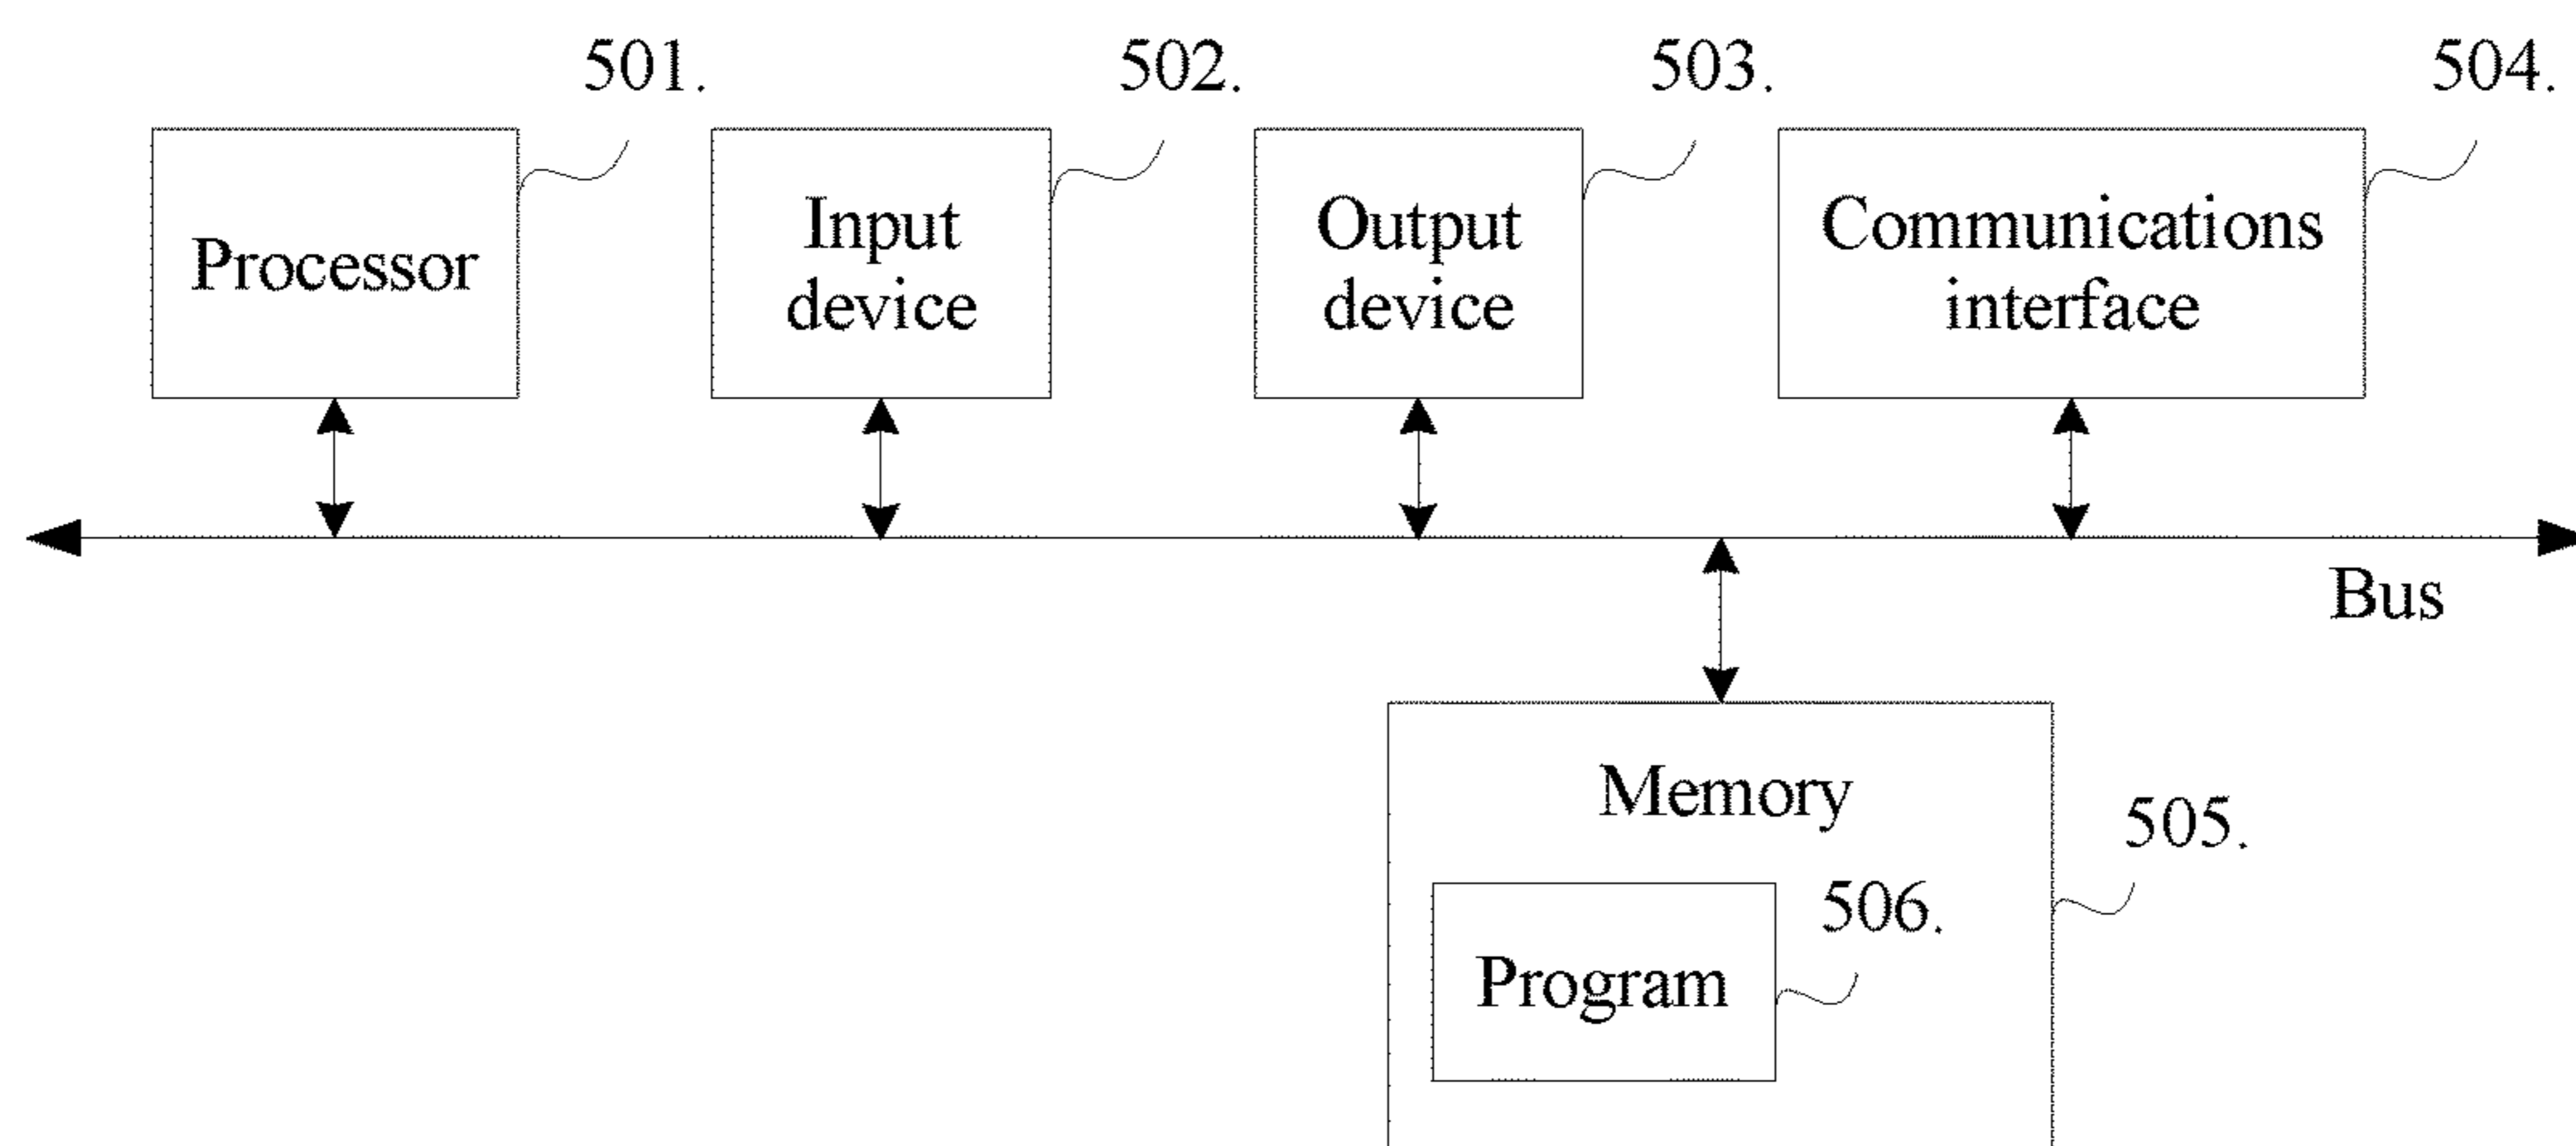 501.
502.
503.
504.
Processor
Input
device
Output
device
Communications
interface
Bus
Memory
505.
506.
Program